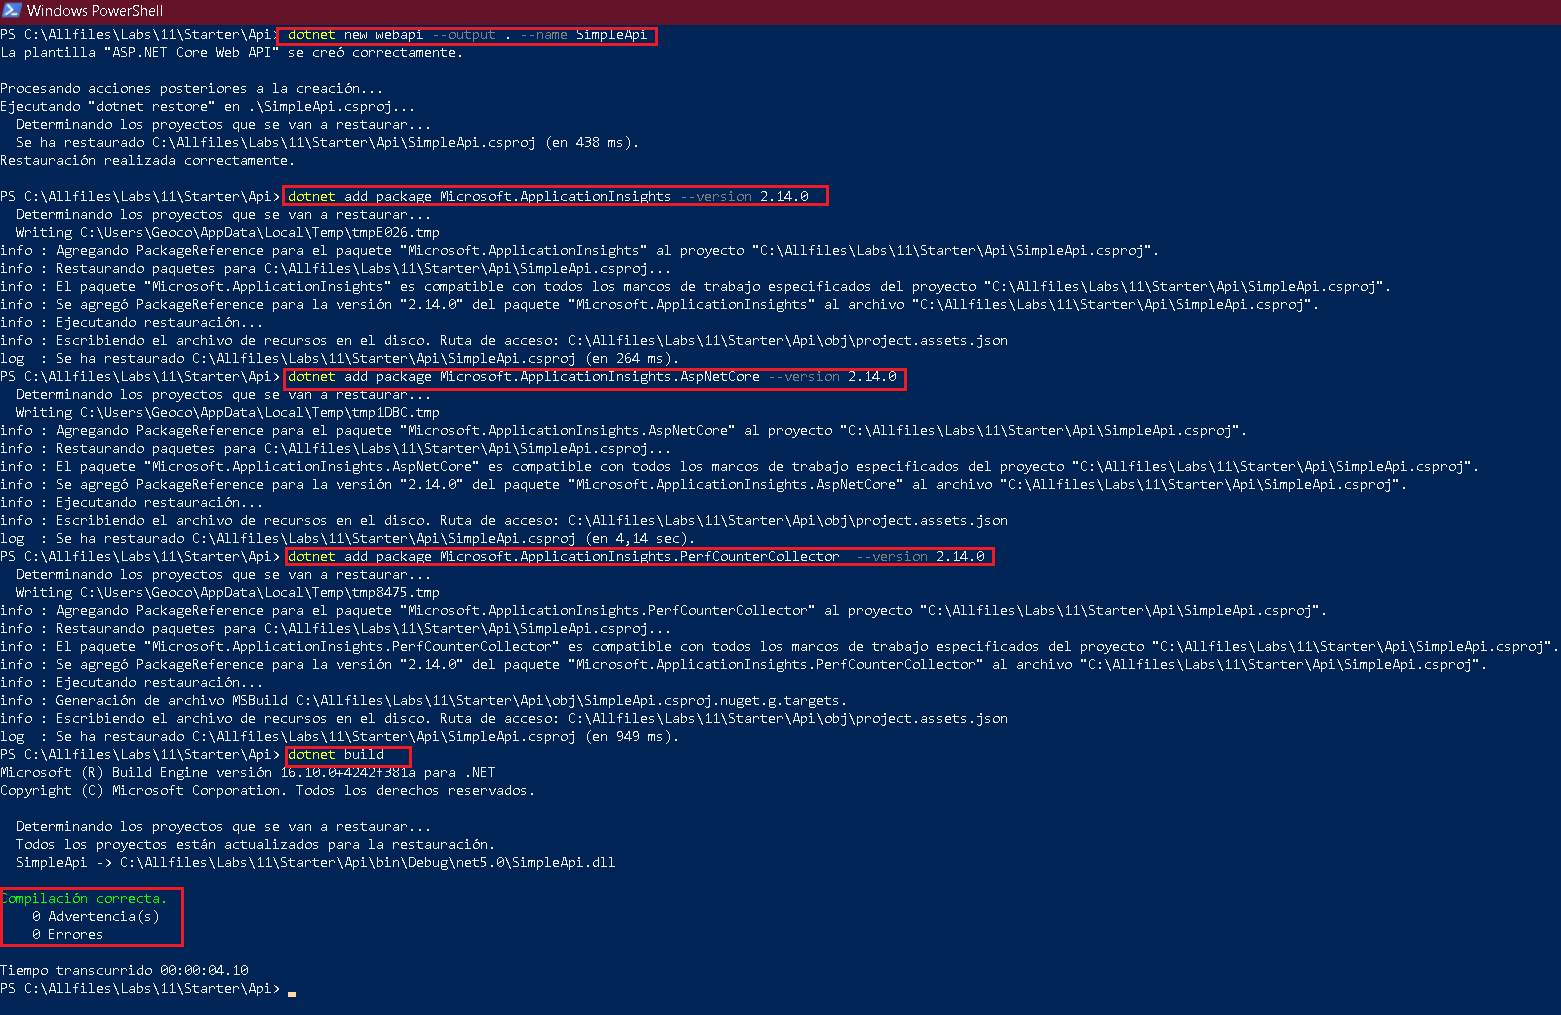 Windows PowerShell
PS C:\Allfiles\Labs\11\Starter\Api> dotnet new webapi --output . --name SimpleApi
La plantilla "ASP.NET Core Web API" se creó correctamente.
Procesando acciones posteriores a la creación...
Ejecutando "dotnet restore" en .\SimpleApi.csproj...
Determinando los proyectos que se van a restaurar...
Se ha restaurado C:\Allfiles\Labs\11\Starter\Api\SimpleApi.csproj (en 438 ms).
Restauración realizada correctamente.
PS C:\Allfiles\Labs\11\Starter\Api> dotnet add package Microsoft.ApplicationInsights --version 2.14.0
Determinando los proyectos que se van a restaurar...
Writing C:\Users\Geoco\AppData\Local\Temp\tmpE026.tmp
info : Agregando PackageReference para el paquete "Microsoft.ApplicationInsights" al proyecto "C:\Allfiles\Labs\11\Starter\Api\SimpleApi.csproj".
info : Restaurando paquetes para C:\Allfiles\Labs\11\Starter\Api\SimpleApi.csproj...
info : El paquete "Microsoft.ApplicationInsights" es compatible con todos los marcos de trabajo especificados del proyecto "C:\Allfiles\Labs\11\Starter\Api\SimpleApi.csproj".
info : Se agregó PackageReference para la versión "2.14.0" del paquete "Microsoft.ApplicationInsights" al archivo "C:\Allfiles\Labs\11\Starter\Api\SimpleApi.csproj".
info : Ejecutando restauración...
info : Escribiendo el archivo de recursos en el disco. Ruta de acceso: C:\Allfiles\Labs\11\Starter\Api\obj\project.assets.json
log  : Se ha restaurado C:\Allfiles\Labs\11\Starter\Api\SimpleApi.csproj (en 264 ms).
PS C:\Allfiles\Labs\11\Starter\Api> dotnet add package Microsoft.ApplicationInsights.AspNetCore --version 2.14.0
Determinando los proyectos que se van a restaurar...
Writing C:\Users\Geoco\AppData\Local\Temp\tmp1DBC.tmp
info : Agregando PackageReference para el paquete "Microsoft.ApplicationInsights.AspNetCore" al proyecto "C:\Allfiles\Labs\11\Starter\Api\SimpleApi.csproj".
info : Restaurando paquetes para C:\Allfiles\Labs\11\Starter\Api\SimpleApi.csproj...
info : El paquete "Microsoft.ApplicationInsights.AspNetCore" es compatible con todos los marcos de trabajo especificados del proyecto "C:\Allfiles\Labs\11\Starter\Api\SimpleApi.csproj".
info : Se agregó PackageReference para la versión "2.14.0" del paquete "Microsoft.ApplicationInsights.AspNetCore" al archivo "C:\Allfiles\Labs\11\Starter\Api\SimpleApi.csproj".
info : Ejecutando restauración...
info : Escribiendo el archivo de recursos en el disco. Ruta de acceso: C:\Allfiles\Labs\11\Starter\Api\obj\project.assets.json
log  : Se ha restaurado C:\Allfiles\Labs\11\Starter\Api\SimpleApi.csproj (en 4,14 sec).
PS C:\Allfiles\Labs\11\Starter\Api> dotnet add package Microsoft.ApplicationInsights.PerfCounterCollector  --version 2.14.0
Determinando los proyectos que se van a restaurar...
Writing C:\Users\Geoco\AppData\Local\Temp\tmp8475.tmp
info : Agregando PackageReference para el paquete "Microsoft.ApplicationInsights.PerfCounterCollector" al proyecto "C:\Allfiles\Labs\11\Starter\Api\SimpleApi.csproj".
info : Restaurando paquetes para C:\Allfiles\Labs\11\Starter\Api\SimpleApi.csproj...
info : El paquete "Microsoft.ApplicationInsights.PerfCounterCollector" es compatible con todos los marcos de trabajo especificados del proyecto "C:\Allfiles\Labs\11\Starter\Api\SimpleApi.csproj".
info : Se agregó PackageReference para la versión "2.14.0" del paquete "Microsoft.ApplicationInsights.PerfCounterCollector" al archivo "C:\Allfiles\Labs\11\Starter\Api\SimpleApi.csproj".
info : Ejecutando restauración...
info : Generación de archivo MSBuild C:\Allfiles\Labs\11\Starter\Api\obj\SimpleApi.csproj.nuget.g.targets.
info : Escribiendo el archivo de recursos en el disco. Ruta de acceso: C:\Allfiles\Labs\11\Starter\Api\obj\project.assets.json
log  : Se ha restaurado C:\Allfiles\Labs\11\Starter\Api\SimpleApi.csproj (en 949 ms).
PS C:\Allfiles\Labs\11\Starter\Api> dotnet build
Microsoft (R) Build Engine versión 16.10.0+4242f381a para .NET
Copyright (C) Microsoft Corporation. Todos los derechos reservados.
Determinando los proyectos que se van a restaurar...
Todos los proyectos están actualizados para la restauración.
SimpleApi -> C:\Allfiles\Labs\11\Starter\Api\bin\Debug\net5.0\SimpleApi.dll
Compilación correcta.
0 Advertencia(s)
0 Errores
Tiempo transcurrido 00:00:04.10
PS C:\Allfiles\Labs\11\Starter\Api>